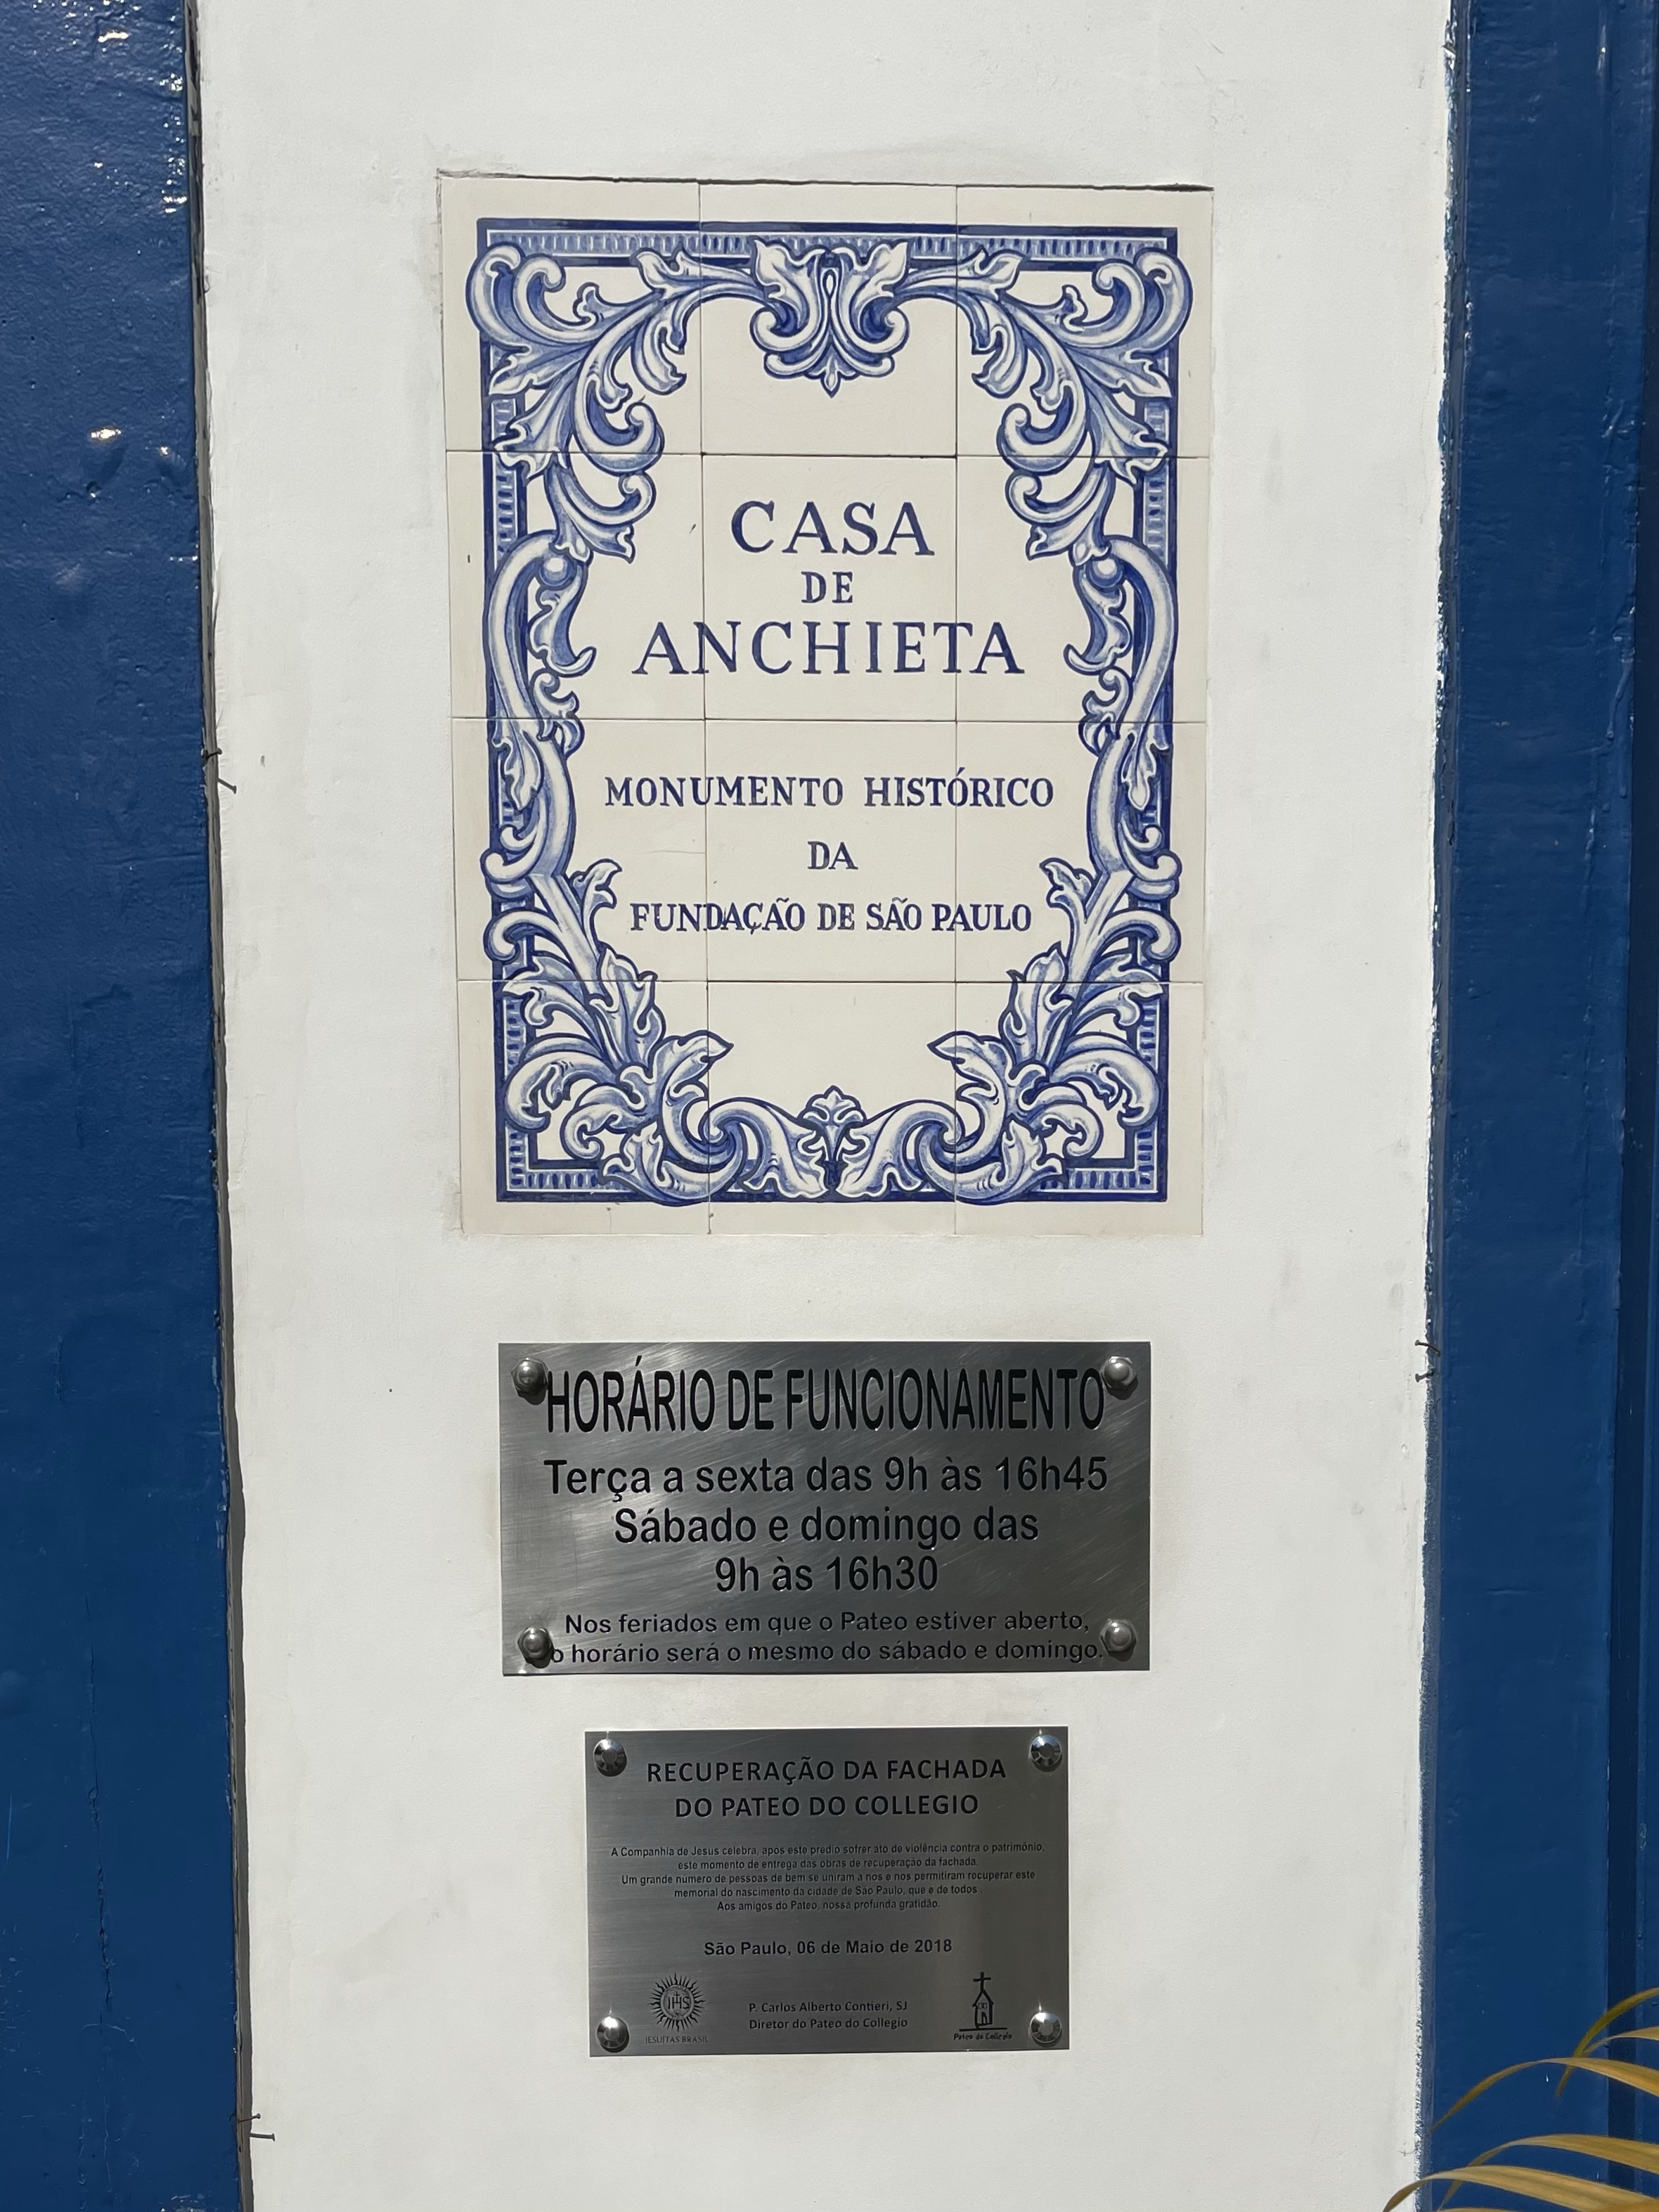 CASA
DE
ANCHIETA
MONUMENTO HISTÓRICO
DA
FUNDAÇÃO DE SÃO PAULO
HORÁRIO DE FUNCIONAMENTO
Terça a sexta das 9h às 16h45
Sábado e domingo das
9h às 16h30
Nos feriados em que o Pateo estiver aberto,
o horário será o mesmo do sábado e domingo.
RECUPERAÇÃO DA FACHADA
DO PATEO DO COLLEGIO
A Companhia de Jesus celebra, após este prédio sofrer ato de violência contra o patrimônio,
este momento de entrega das obras de recuperação da fachada.
Um grande número de pessoas de bem se uniram a nós e nos permitiram recuperar este
memorial do nascimento da cidade de São Paulo, que é de todos.
Aos amigos do Pateo, nossa profunda gratidão.
São Paulo, 06 de Maio de 2018
IHS
JESUÍTAS BRASIL
P. Carlos Alberto Contieri, SJ
Diretor do Pateo do Collegio
Pateo do Collegio